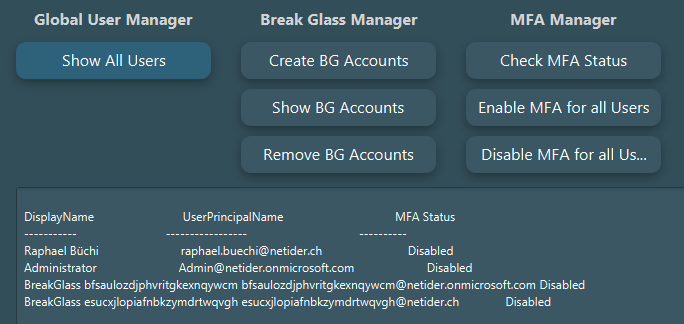 Global User Manager
Break Glass Manager
MFA Manager
Show All Users
Create BG Accounts
Check MFA Status
Show BG Accounts
Enable MFA for all Users
Remove BG Accounts
Disable MFA for all Us...
DisplayName UserPrincipalName MFA Status
----------- ----------------- ----------
Raphael Büchi raphael.buechi@netider.ch Disabled
Administrator Admin@netider.onmicrosoft.com Disabled
BreakGlass bfsaulozdjphvritgkexnqywcm bfsaulozdjphvritgkexnqywcm@netider.onmicrosoft.com Disabled
BreakGlass esucxjlopiafnbkzymdrtwqvgh esucxjlopiafnbkzymdrtwqvgh@netider.ch Disabled